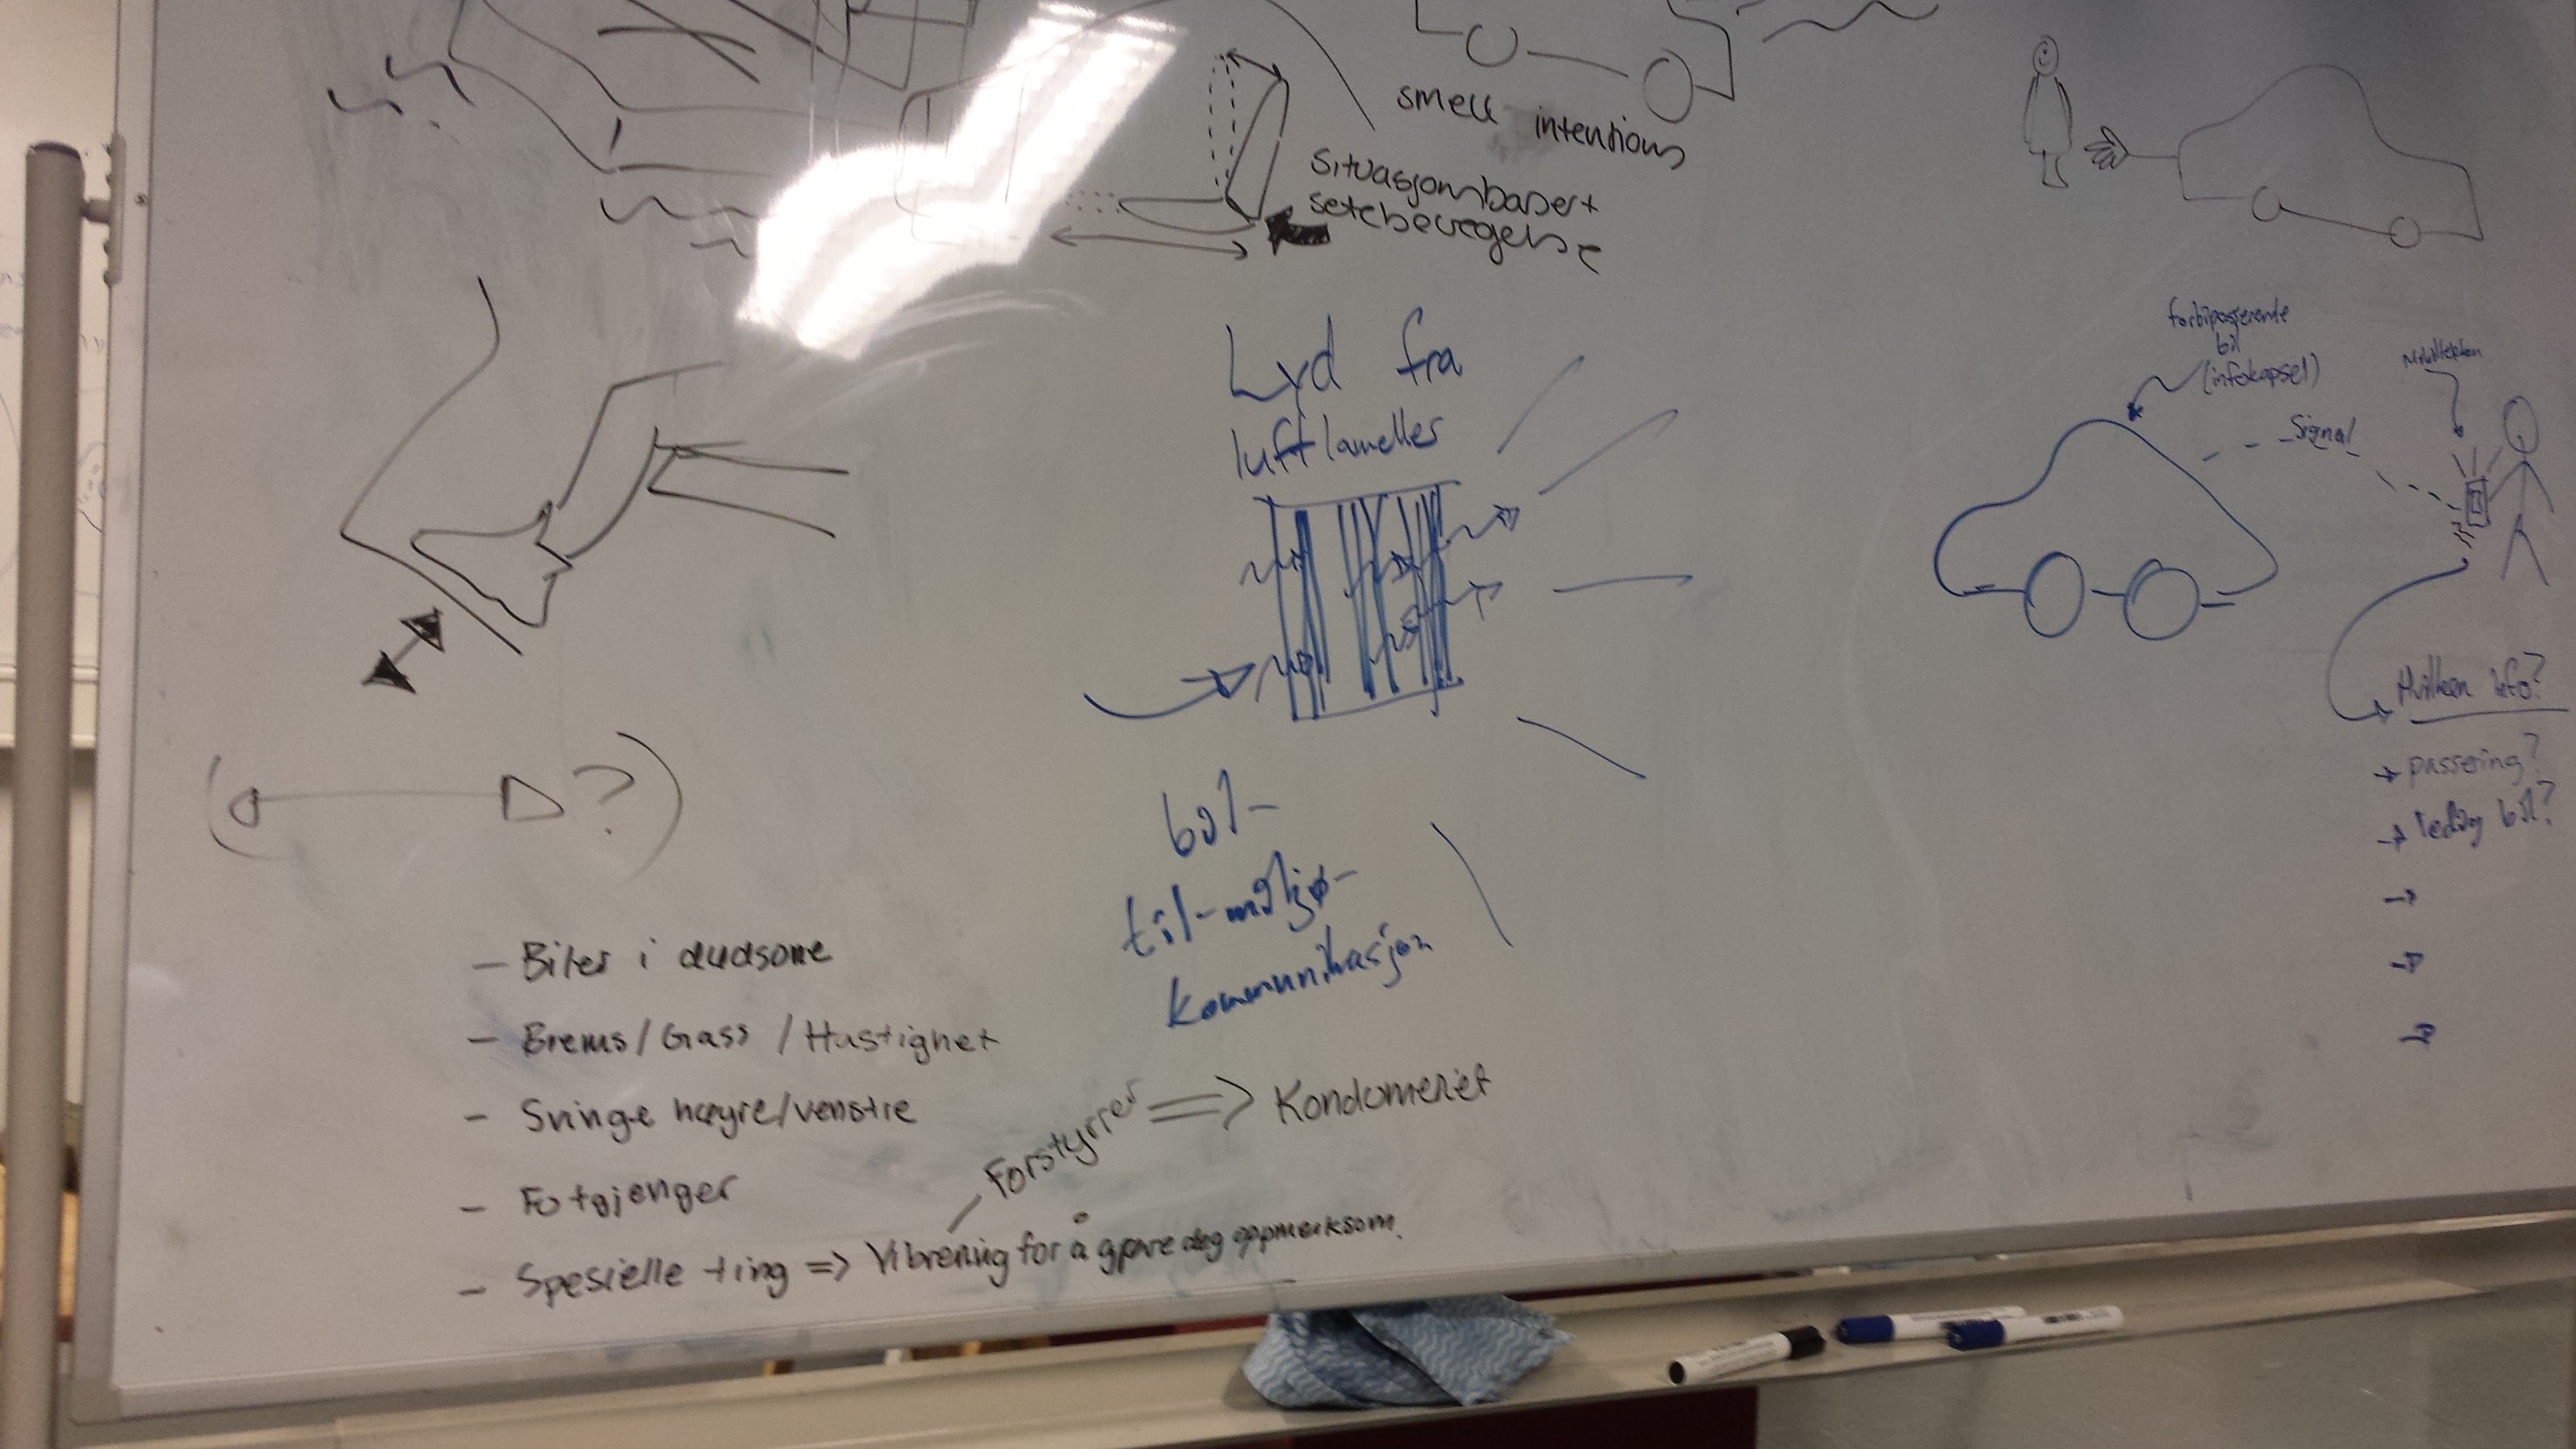 smell intentions
Situasjonsbasert
setebevegelse
Lyd fra
luftlameller
forbipasserende
bil
(infokapsel)
Mobiltelefon
Signal
Hvilken info?
→ passering?
→ ledig bil?
?
bil-
til-miljø-
kommunikasjon
– Biler i dødsone
– Brems/Gass/Hastighet
– Svinge høyre/venstre
– Fotgjenger
Forstyrrer => Kondomeriet
– Spesielle ting => Vibrering for å gjøre deg oppmerksom.